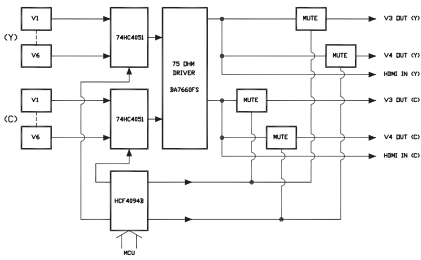 V1
74HC4051
MUTE
V3 OUT (Y)
(Y)
V6
75 OHM
DRIVER
BA7660FS
MUTE
V4 OUT (Y)
HDMI IN (Y)
V1
74HC4051
MUTE
V3 OUT (C)
(C)
V6
MUTE
V4 OUT (C)
HDMI IN (C)
HCF4094B
MCU